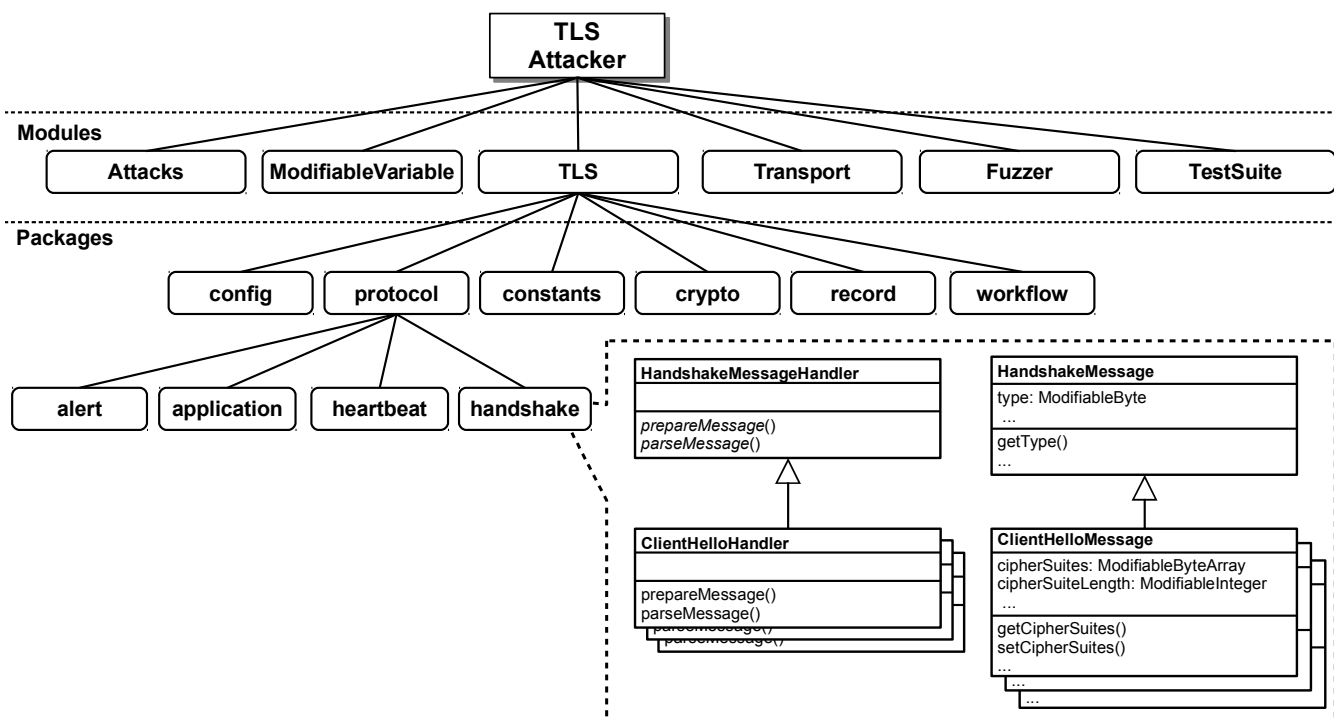 TLS
Attacker
Modules
Attacks
ModifiableVariable
TLS
Transport
Fuzzer
TestSuite
Packages
config
protocol
constants
crypto
record
workflow
alert
application
heartbeat
handshake
HandshakeMessageHandler
prepareMessage()
parseMessage()
HandshakeMessage
type: ModifiableByte
...
getType()
...
ClientHelloHandler
prepareMessage()
parseMessage()
parseMessage()
parseMessage()
ClientHelloMessage
cipherSuites: ModifiableByteArray
cipherSuiteLength: ModifiableInteger
...
getCipherSuites()
setCipherSuites()
...
...
...